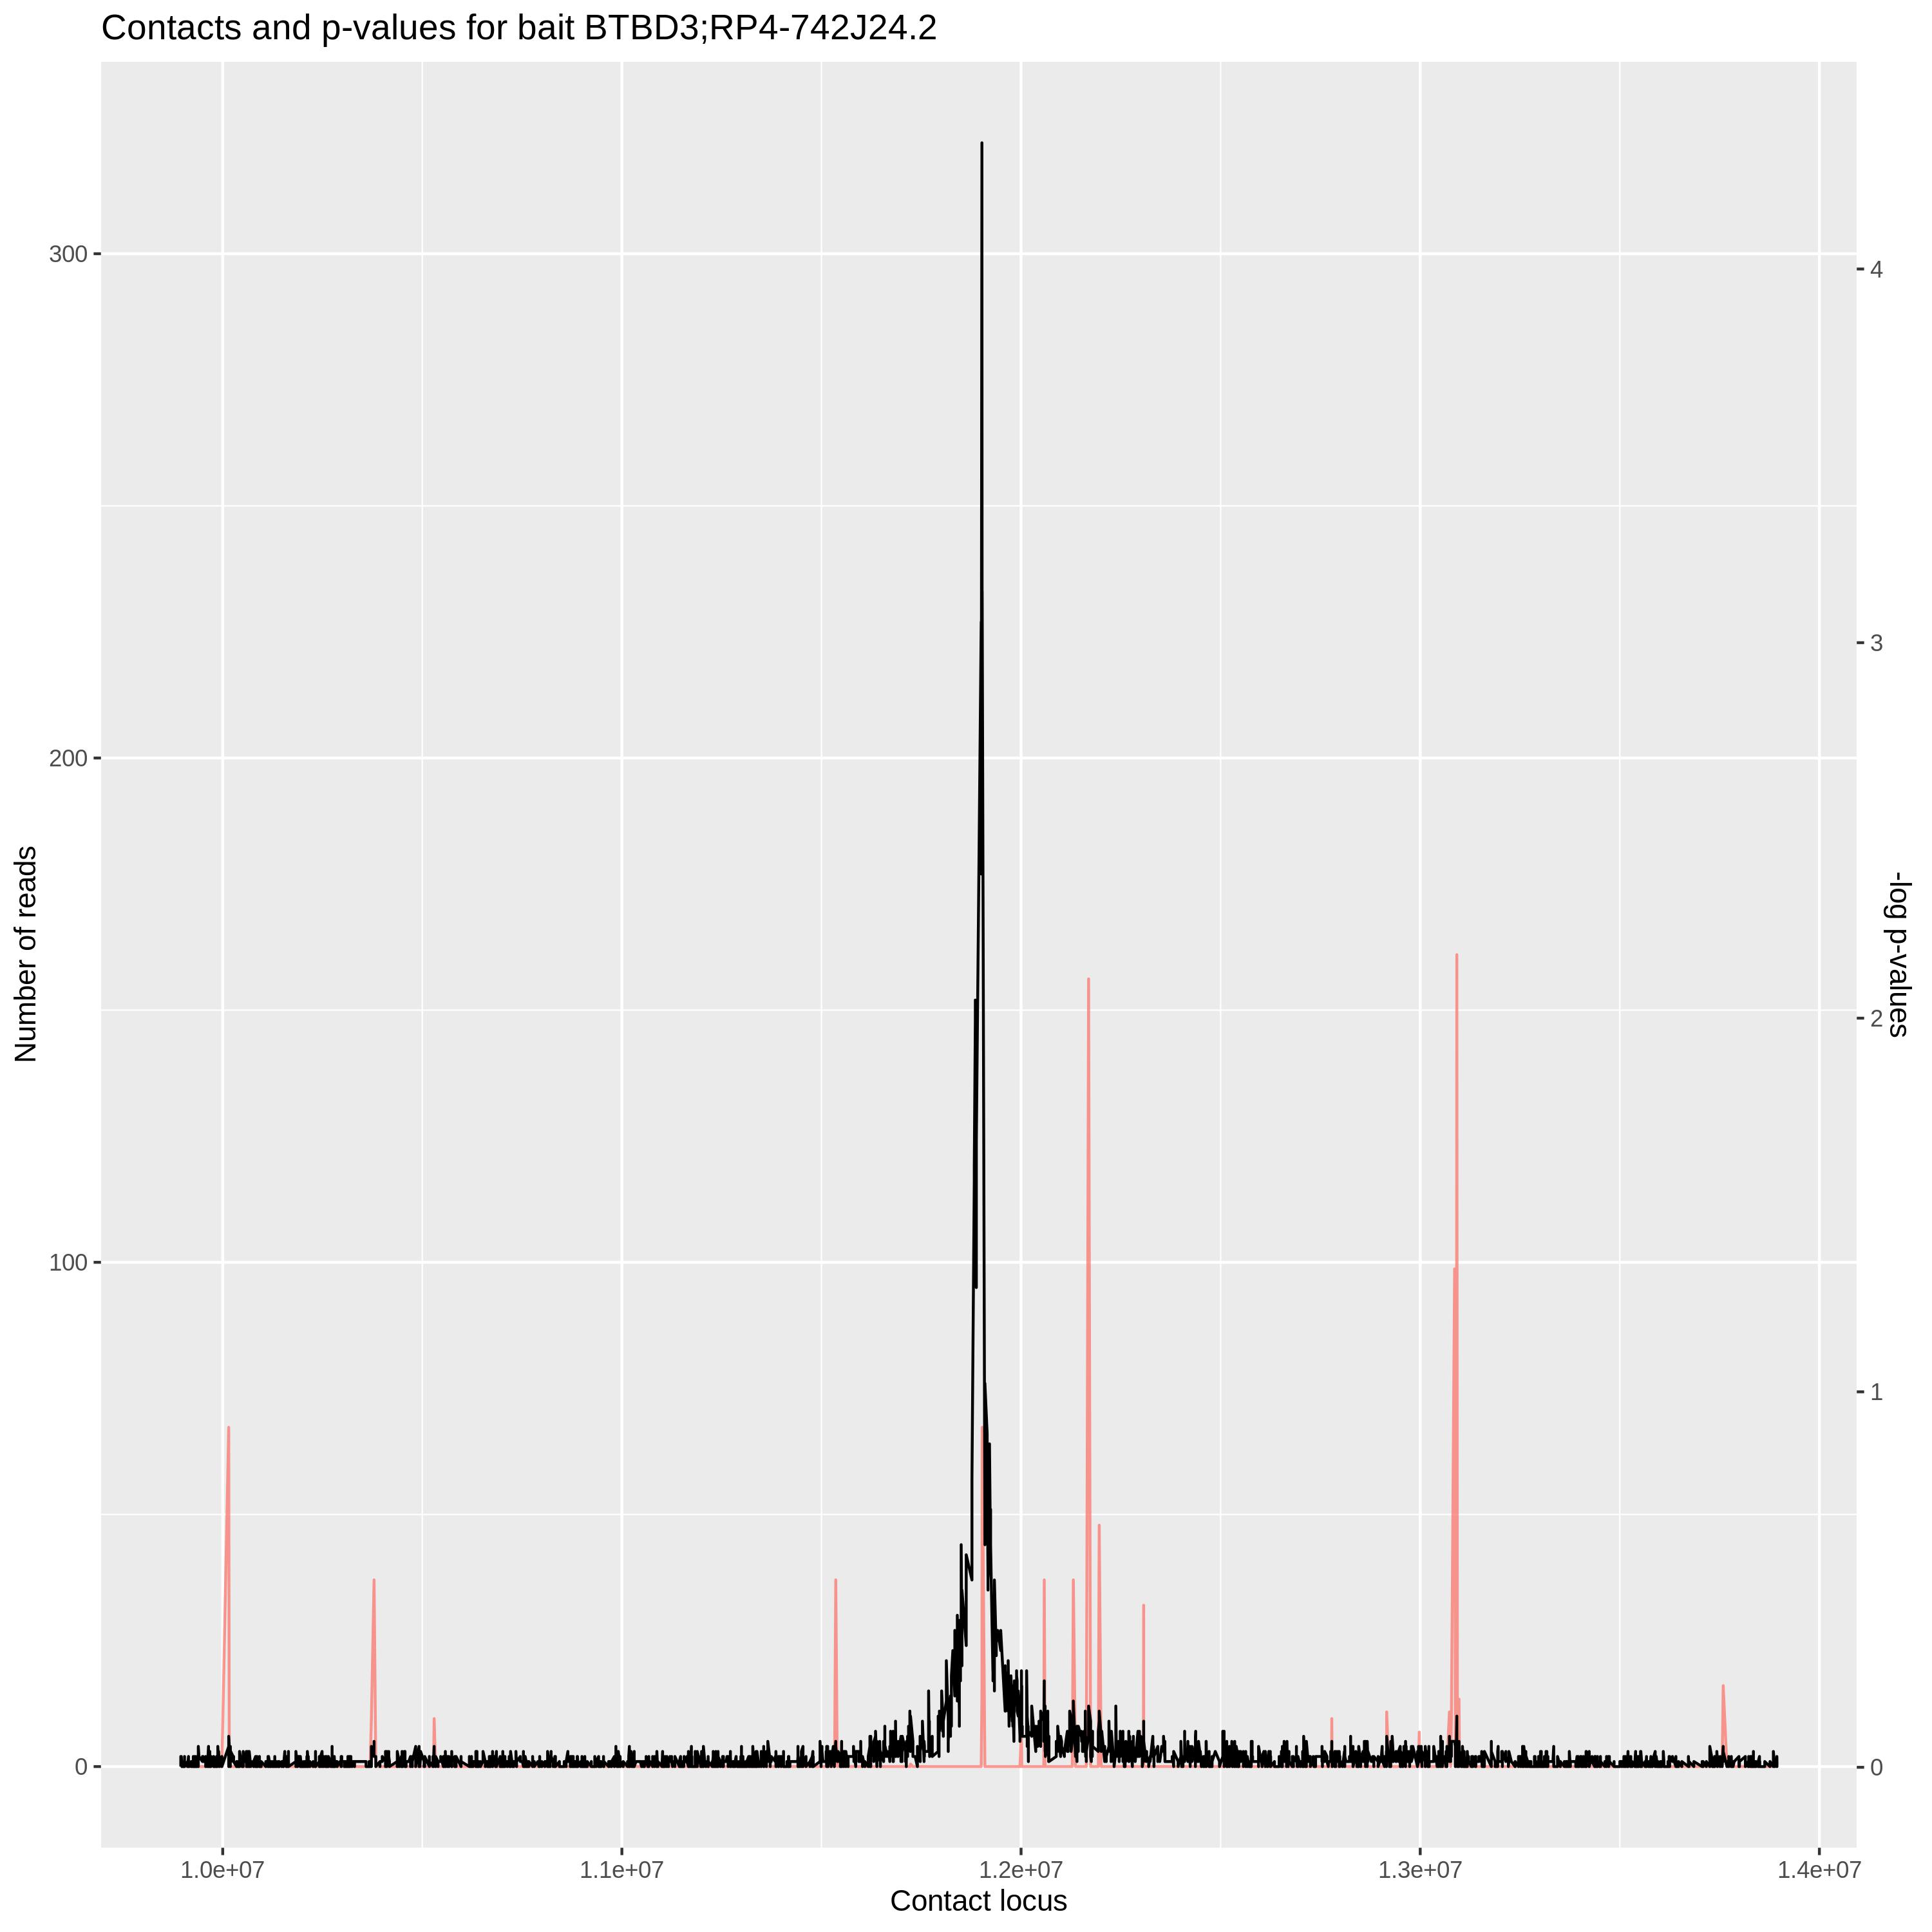 Contacts and p-values for bait BTBD3;RP4-742J24.2
Number of reads
300
200
100
0
4
3
2
1
0
-log p-values
1.0e+07
1.1e+07
1.2e+07
1.3e+07
1.4e+07
Contact locus